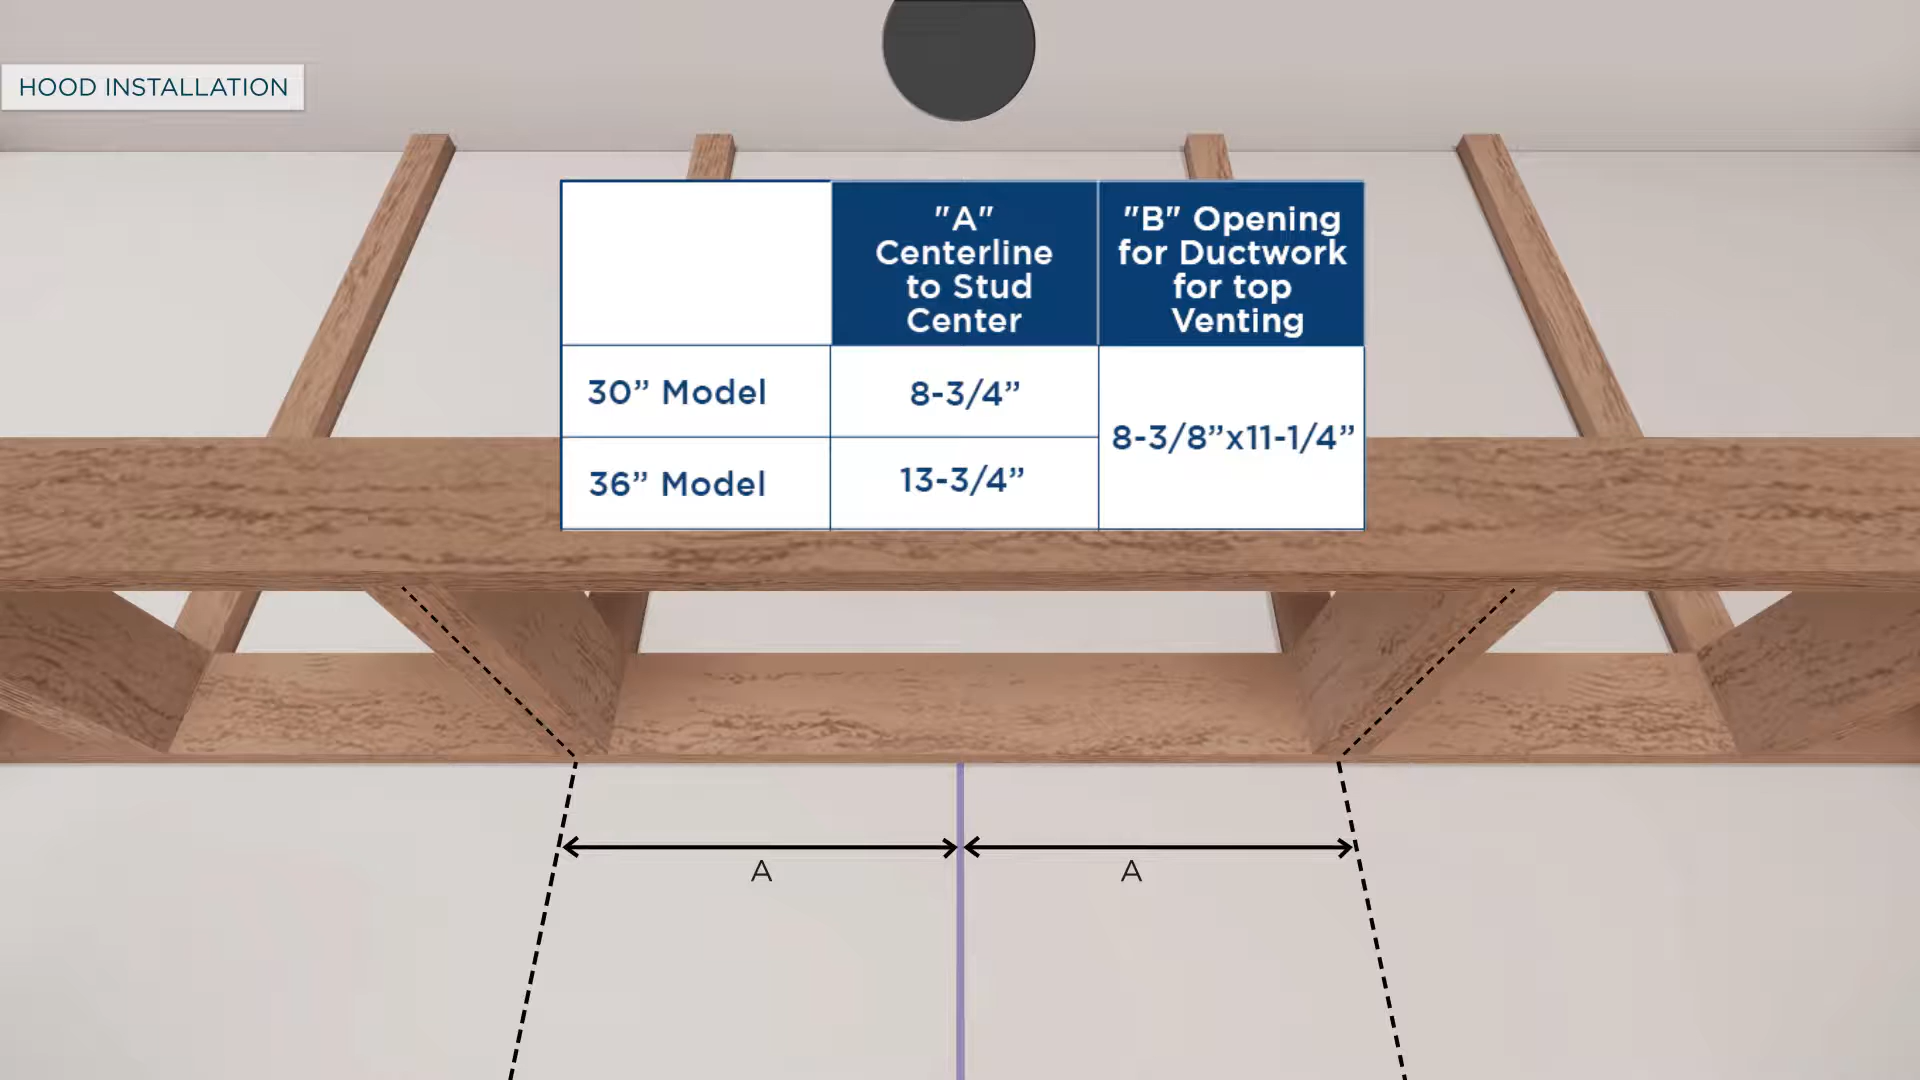 HOOD INSTALLATION
"A"
Centerline
to Stud
Center
"B" Opening
for Ductwork
for top
Venting
30” Model
8-3/4”
8-3/8”x11-1/4”
36” Model
13-3/4”
A
A